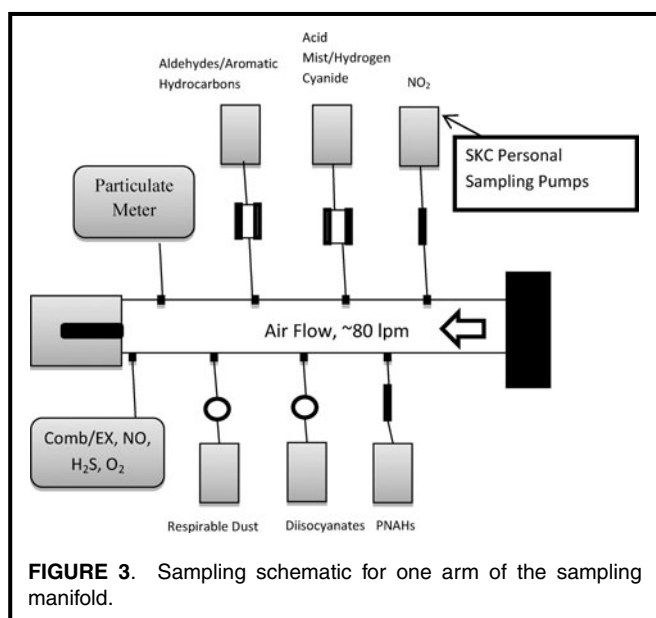 Aldehydes/Aromatic
Hydrocarbons
Acid
Mist/Hydrogen
Cyanide
NO₂
SKC Personal
Sampling Pumps
Particulate
Meter
Air Flow, ~80 lpm
Comb/EX, NO,
H₂S, O₂
Respirable Dust
Diisocyanates
PNAHs
FIGURE 3. Sampling schematic for one arm of the sampling
manifold.